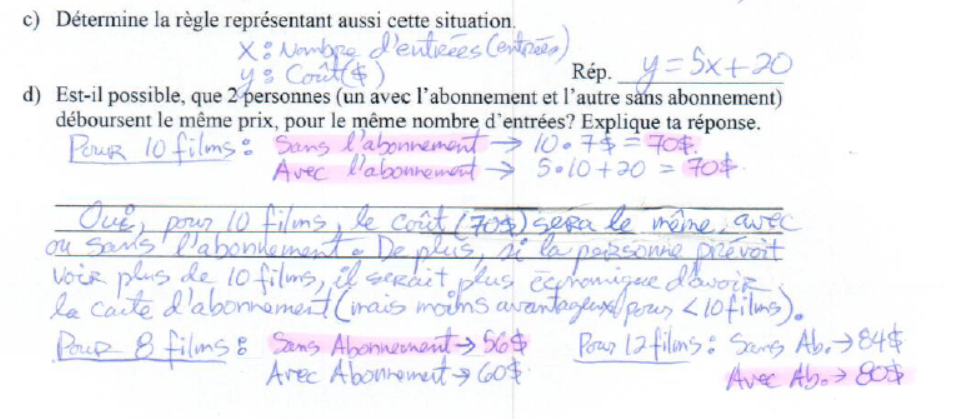 c) Détermine la règle représentant aussi cette situation.
x : Nombre d'entrées (entrées)
y : Coût ($)
Rép. y = 5x + 20
d) Est-il possible, que 2 personnes (un avec l'abonnement et l'autre sans abonnement)
déboursent le même prix, pour le même nombre d'entrées? Explique ta réponse.
Pour 10 films : Sans l'abonnement → 10 • 7$ = 70$.
Avec l'abonnement → 5•10+20 = 70$.
Oui, pour 10 films, le coût (70$) sera le même, avec
ou sans l'abonnement. De plus, si la personne prévoit
voir plus de 10 films, il serait plus économique d'avoir
la carte d'abonnement (mais moins avantageux pour < 10 films).
Pour 8 films : Sans Abonnement → 56$ Pour 12 films : Sans Ab. → 84$
Avec Abonnement → 60$. Avec Ab. → 80$